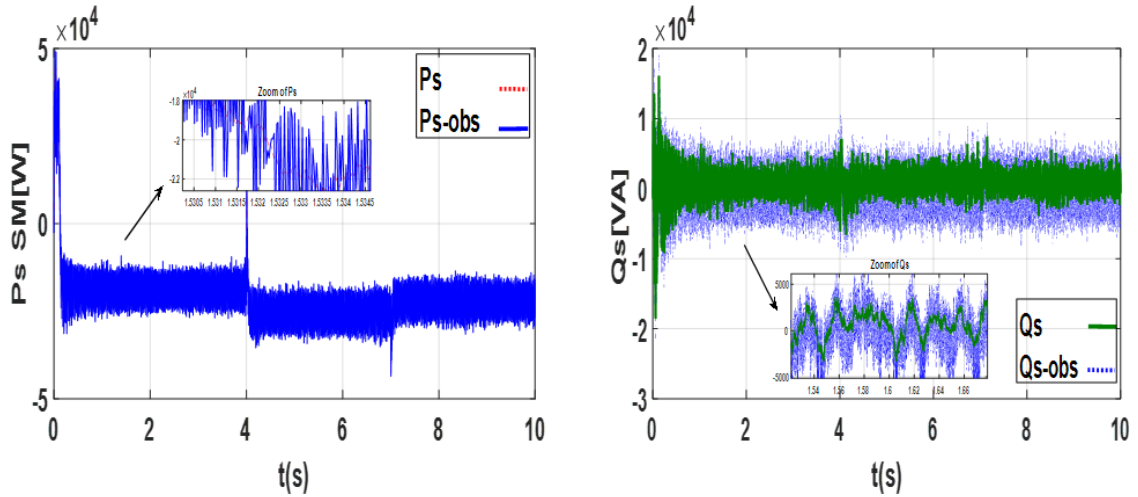 ×10⁴
5
0
-5
Ps SM[W]
0 2 4 6 8 10
t(s)
Ps
Ps-obs
Zoom of Ps
×10⁴
-1.8
-2
-2.2
1.5305 1.531 1.5315 1.532 1.5325 1.533 1.5335 1.534 1.5345
×10⁴
2
1
0
-1
-2
-3
Qs[VA]
0 2 4 6 8 10
t(s)
Zoom of Qs
5000
0
-5000
1.54 1.56 1.58 1.6 1.62 1.64 1.66
Qs
Qs-obs